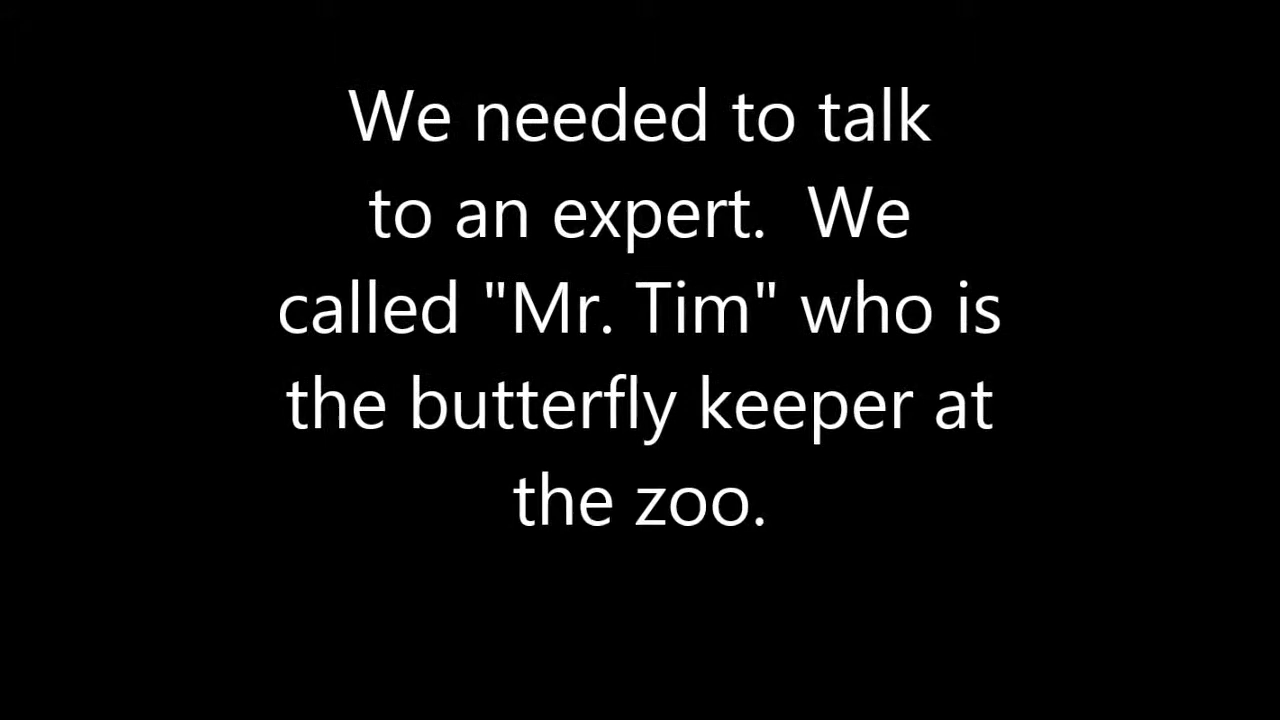 We needed to talk
to an expert.  We
called "Mr. Tim" who is
the butterfly keeper at
the zoo.